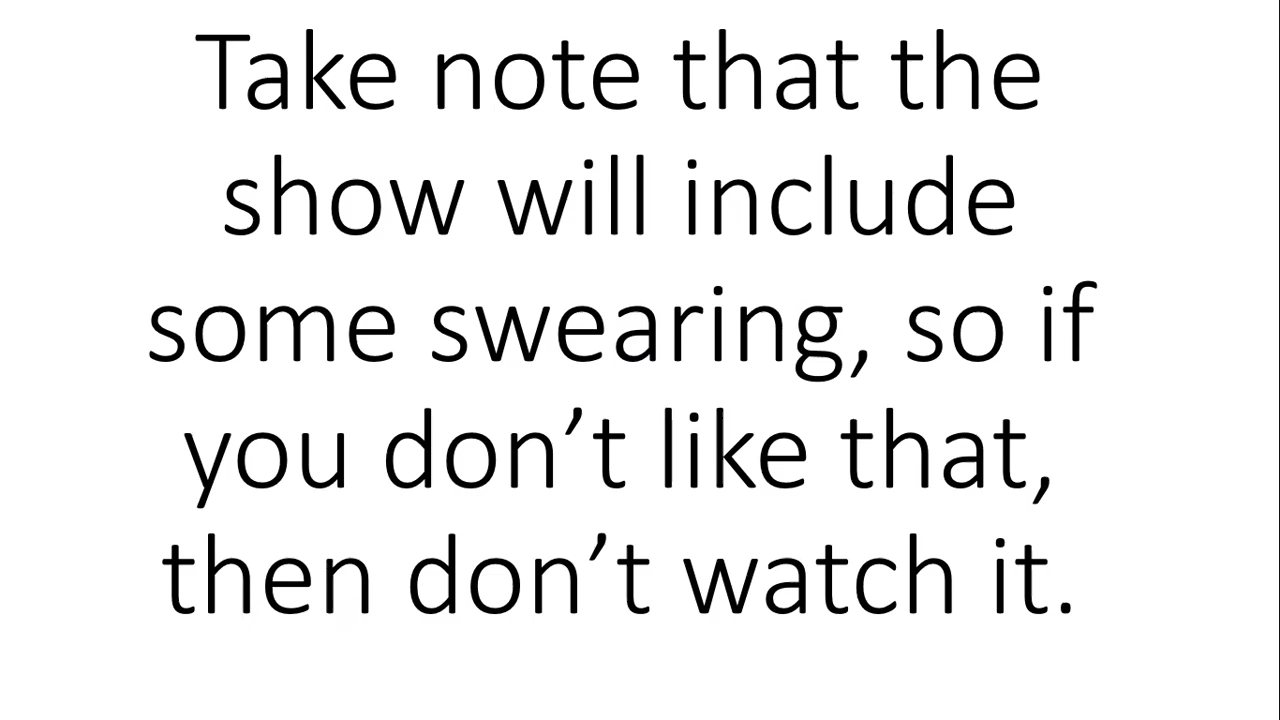 Take note that the
show will include
some swearing, so if
you don’t like that,
then don’t watch it.